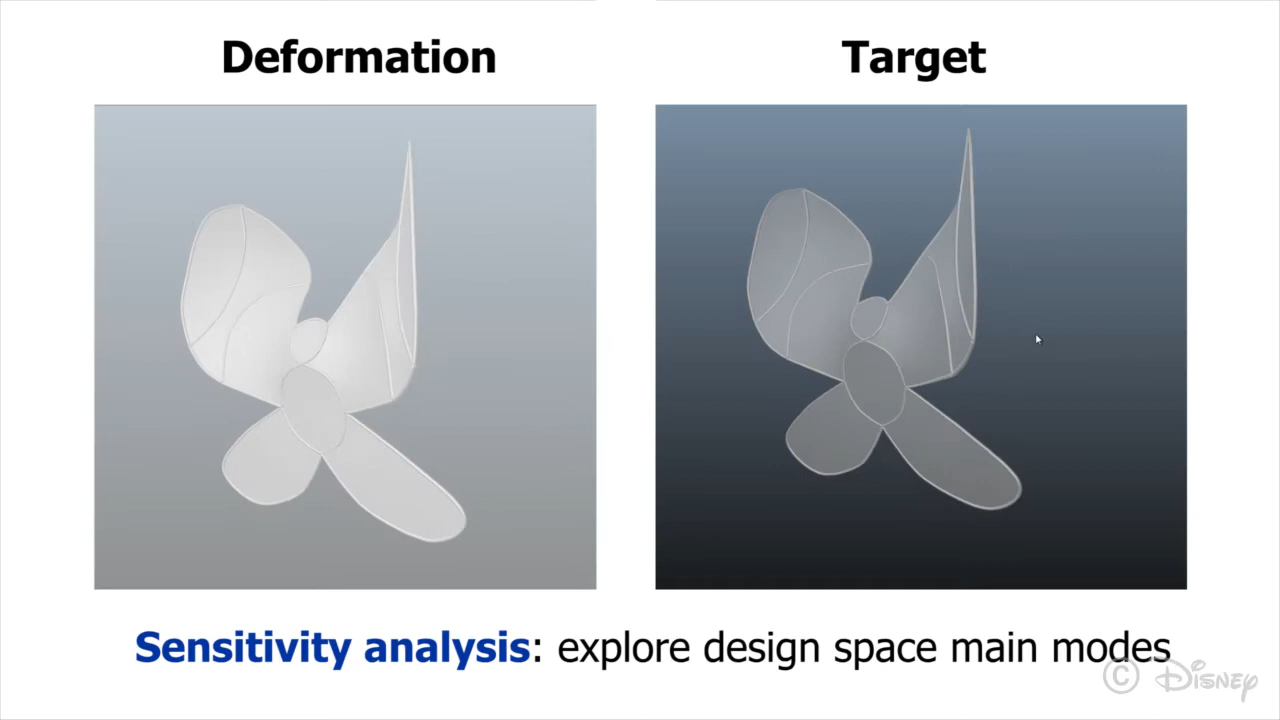 Deformation
Target
Sensitivity analysis: explore design space main modes
© Disney